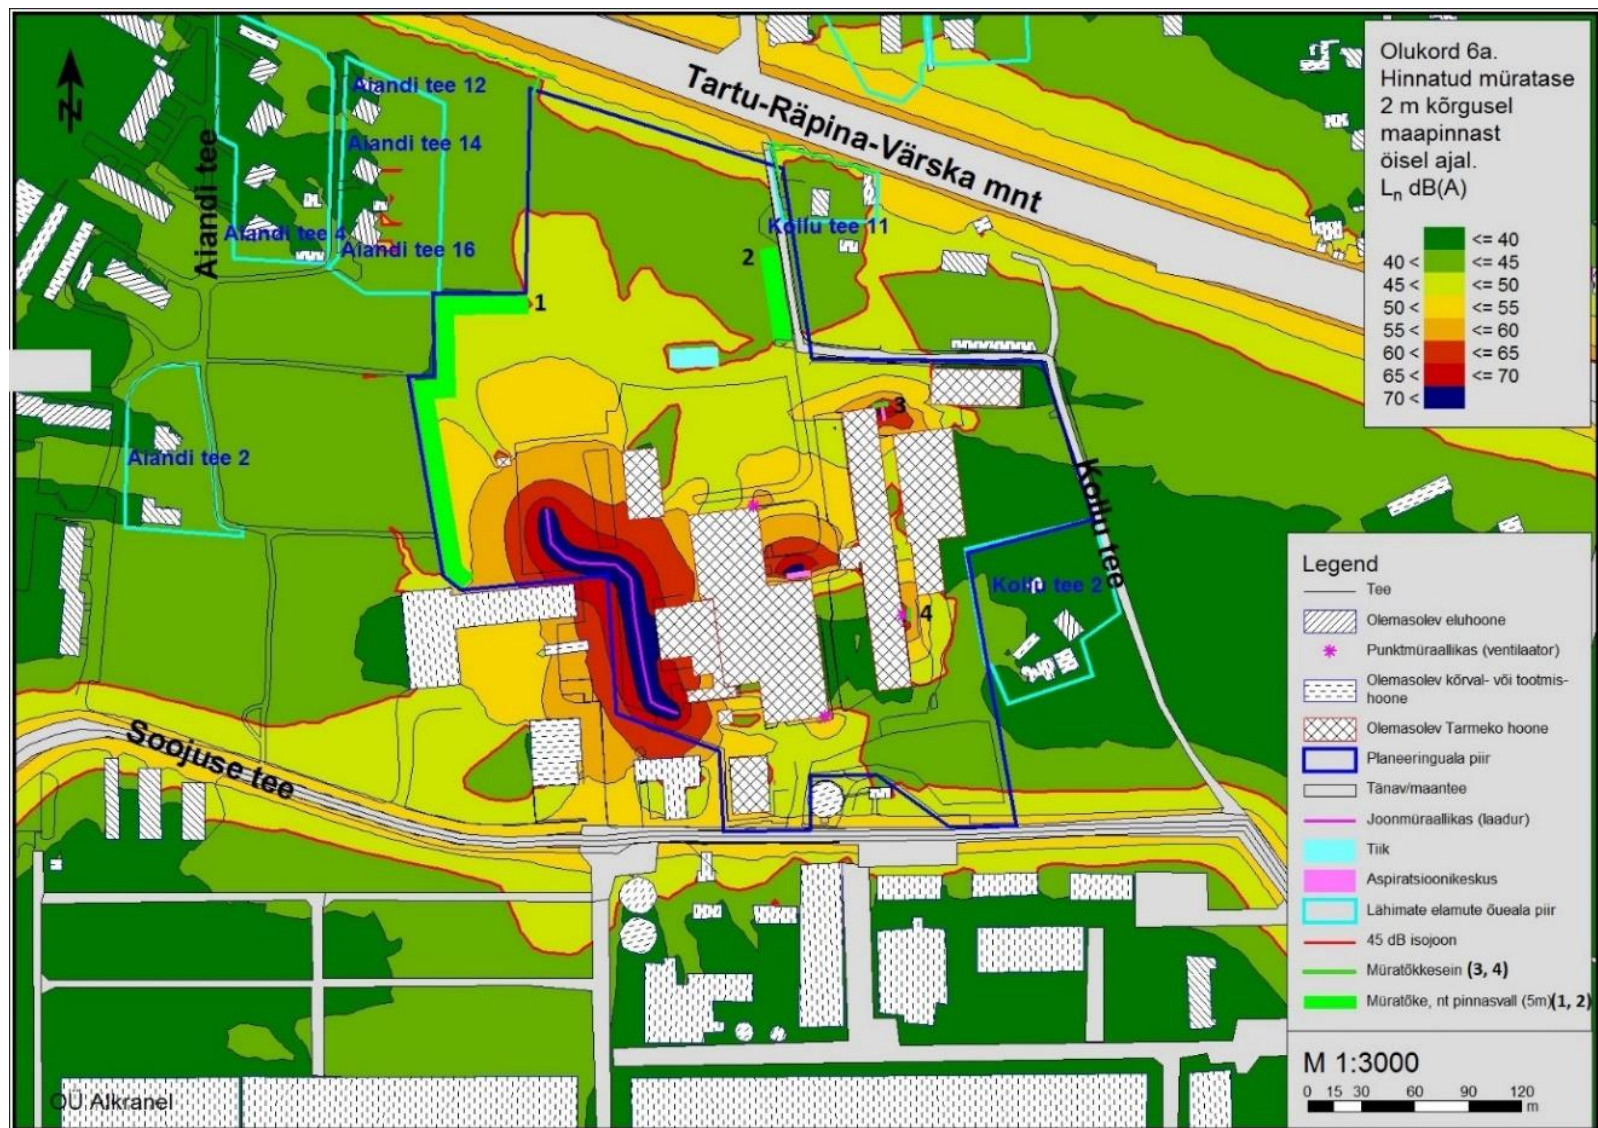 Olukord 6a.
Hinnatud müratase
2 m kõrgusel
maapinnast
öisel ajal.
Ln dB(A)
<= 40
40 < <= 45
45 < <= 50
50 < <= 55
55 < <= 60
60 < <= 65
65 < <= 70
70 <
N
Tartu-Räpina-Värska mnt
Aiandi tee
Aiandi tee 12
Aiandi tee 14
Aiandi tee 4
Aiandi tee 16
Kollu tee 11
2
1
3
Aiandi tee 2
Kollu tee
Kollu tee 2
4
Soojuse tee
Legend
Tee
Olemasolev eluhoone
Punktmüraallikas (ventilaator)
Olemasolev kõrval- või tootmis-
hoone
Olemasolev Tarmeko hoone
Planeeringuala piir
Tänav/maantee
Joonmüraallikas (laadur)
Tiik
Aspiratsioonikeskus
Lähimate elamute õueala piir
45 dB isojoon
Müratõkkesein (3, 4)
Müratõke, nt pinnasvall (5m)(1, 2)
M 1:3000
0 15 30 60 90 120
m
OÜ Alkranel